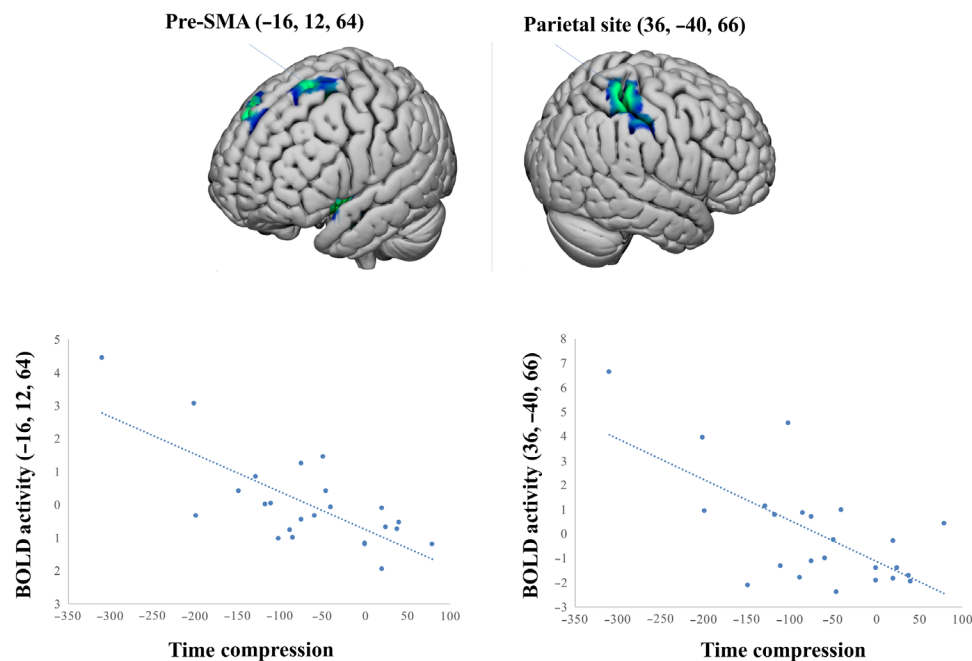 Pre-SMA (−16, 12, 64)
Parietal site (36, −40, 66)
BOLD activity (−16, 12, 64)
5
4
3
2
1
0
1
2
3
−350 −300 −250 −200 −150 −100 −50 0 50 100
Time compression
BOLD activity (36,−40, 66)
8
7
6
5
4
3
2
1
0
−1
−2
−3
−350 −300 −250 −200 −150 −100 −50 0 50 100
Time compression